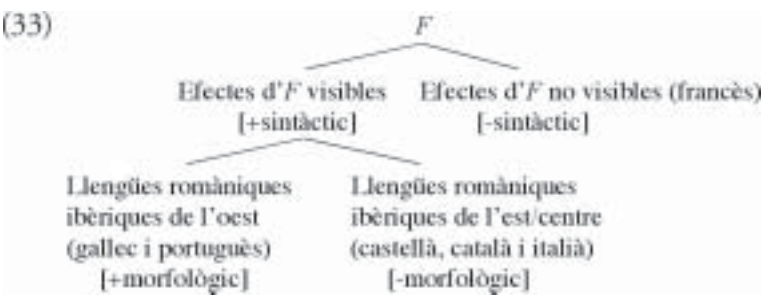 (33) F
Efectes d'F visibles Efectes d'F no visibles (francès)
[+sintàctic] [-sintàctic]
Llengües romàniques Llengües romàniques
ibèriques de l'oest ibèriques de l'est/centre
(gallec i portuguès) (castellà, català i italià)
[+morfològic] [-morfològic]